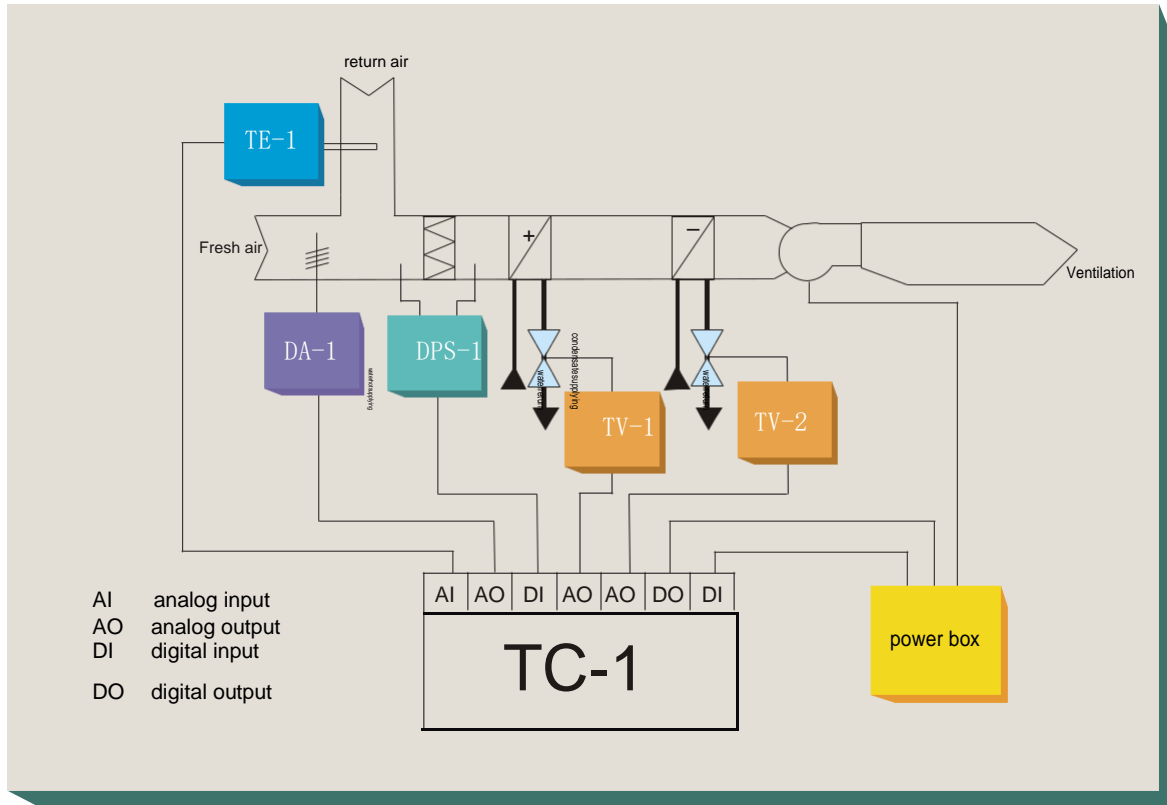 return air
TE-1
Fresh air
+
−
Ventilation
DA-1
DPS-1
TV-1
TV-2
AI AO DI AO AO DO DI
TC-1
power box
AI analog input
AO analog output
DI digital input
DO digital output